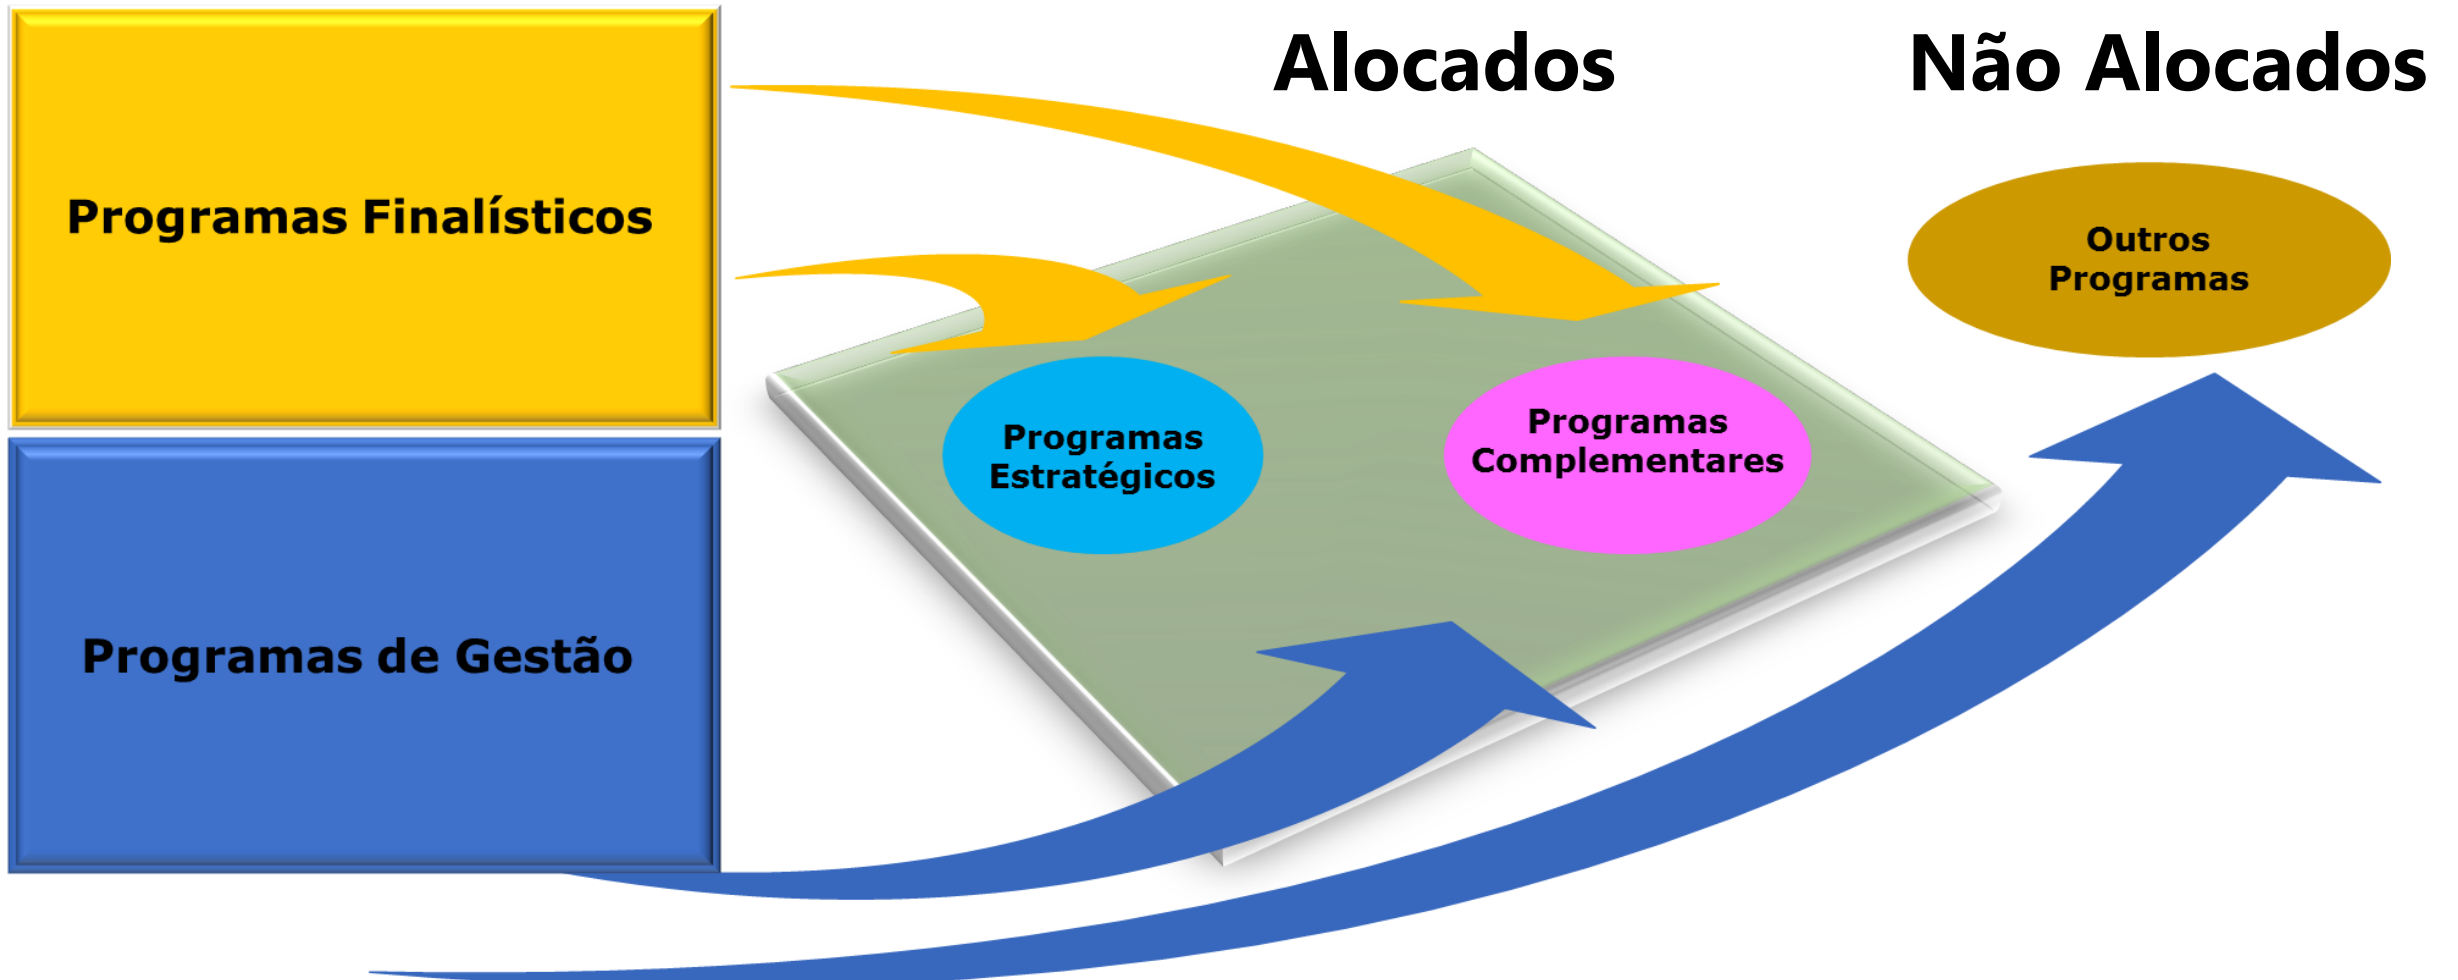 Alocados
Não Alocados
Programas Finalísticos
Outros
Programas
Programas
Estratégicos
Programas
Complementares
Programas de Gestão